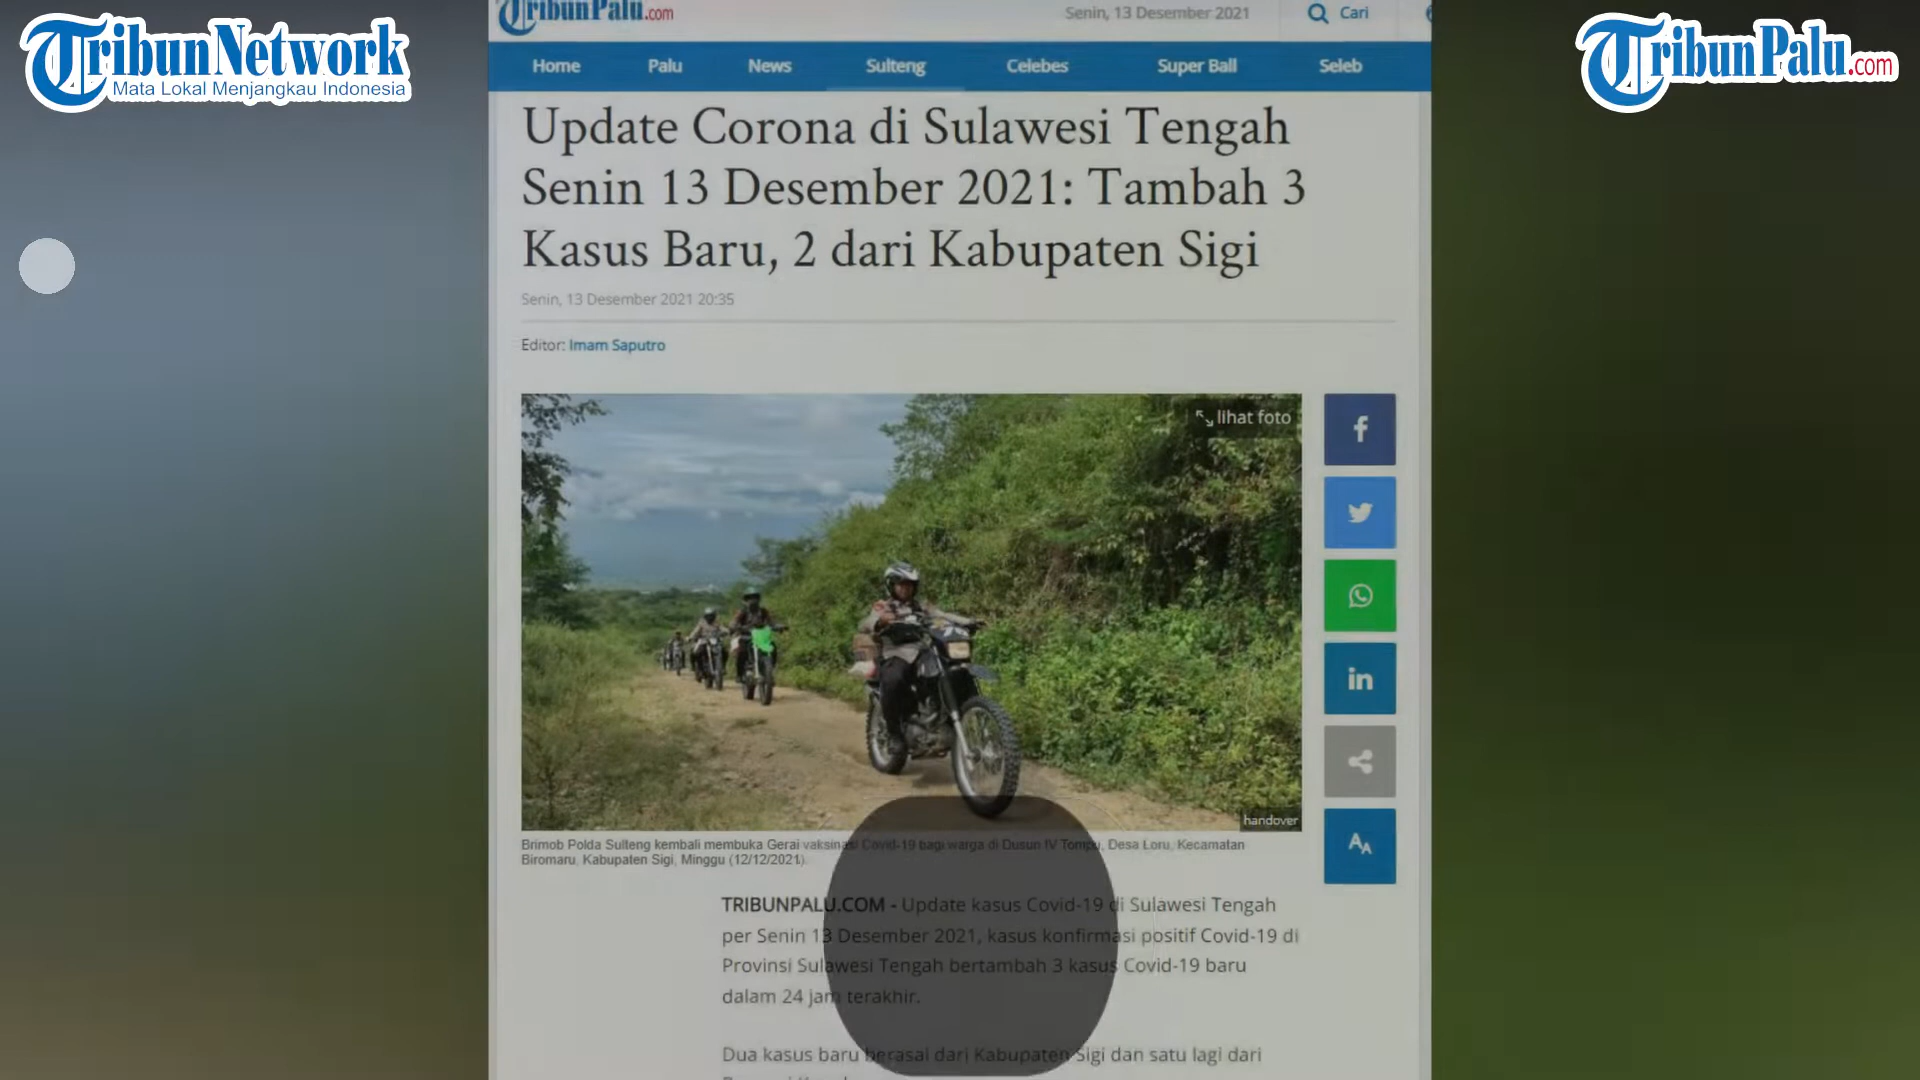 TribunNetwork
Mata Lokal Menjangkau Indonesia
TribunPalu.com
TribunPalu.com
Senin, 13 Desember 2021
Cari
Home Palu News Sulteng Celebes Super Ball Seleb
Update Corona di Sulawesi Tengah
Senin 13 Desember 2021: Tambah 3
Kasus Baru, 2 dari Kabupaten Sigi
Senin, 13 Desember 2021 20:35
Editor: Imam Saputro
lihat foto
handover
Brimob Polda Sulteng kembali membuka Gerai vaksinasi Covid-19 bagi warga di Dusun IV Tompu, Desa Loru, Kecamatan
Biromaru, Kabupaten Sigi, Minggu (12/12/2021).
TRIBUNPALU.COM - Update kasus Covid-19 di Sulawesi Tengah
per Senin 13 Desember 2021, kasus konfirmasi positif Covid-19 di
Provinsi Sulawesi Tengah bertambah 3 kasus Covid-19 baru
dalam 24 jam terakhir.
Dua kasus baru berasal dari Kabupaten Sigi dan satu lagi dari